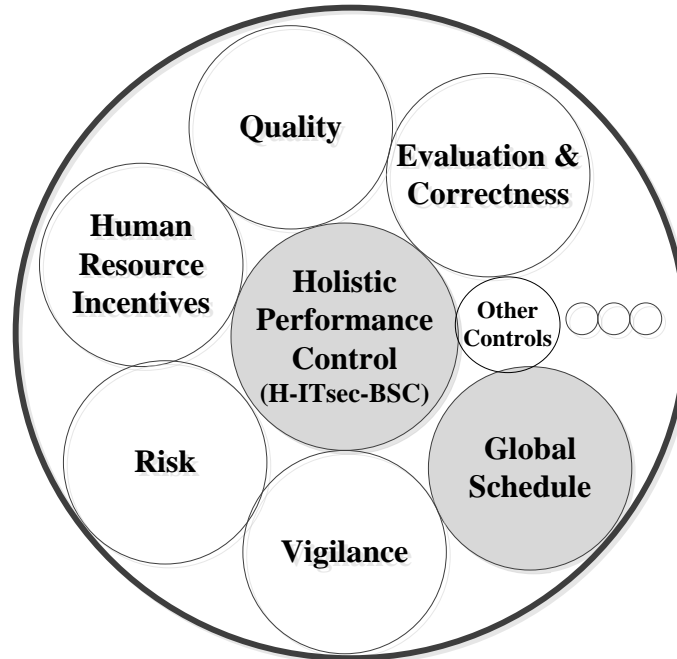 Quality
Evaluation &
Correctness
Human
Resource
Incentives
Holistic
Performance
Control
(H-ITsec-BSC)
Other
Controls
Risk
Global
Schedule
Vigilance